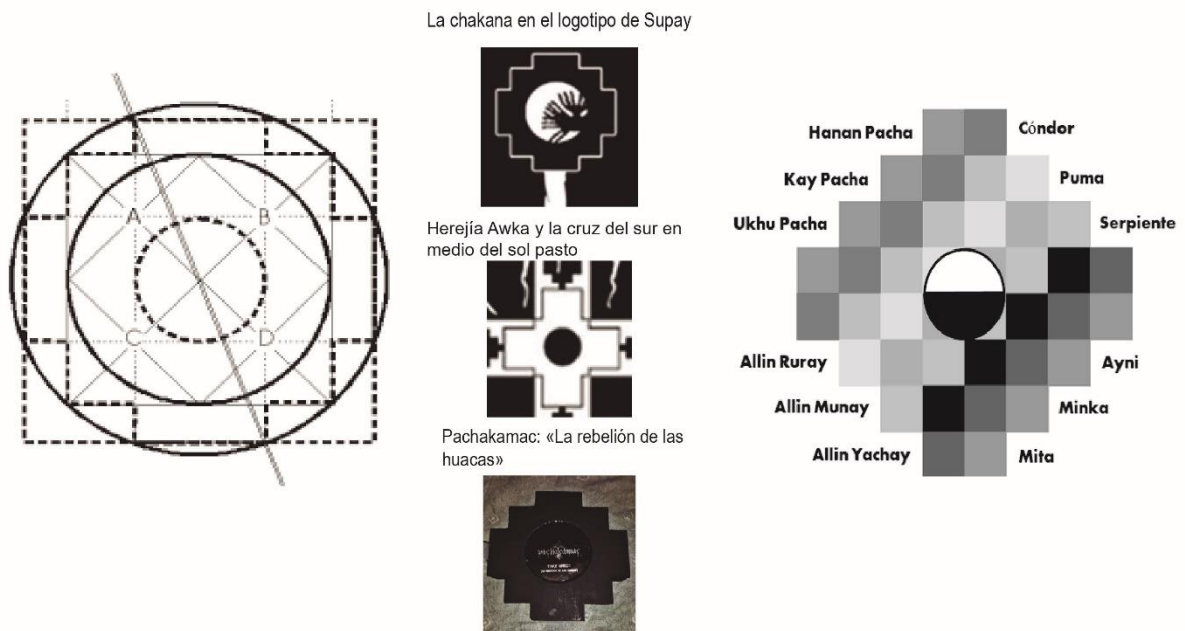 A
B
C
D
La chakana en el logotipo de Supay
Herejía Awka y la cruz del sur en
medio del sol pasto
Pachakamac: «La rebelión de las
huacas»
Hanan Pacha
Cóndor
Kay Pacha
Puma
Ukhu Pacha
Serpiente
Allin Ruray
Ayni
Allin Munay
Minka
Allin Yachay
Mita